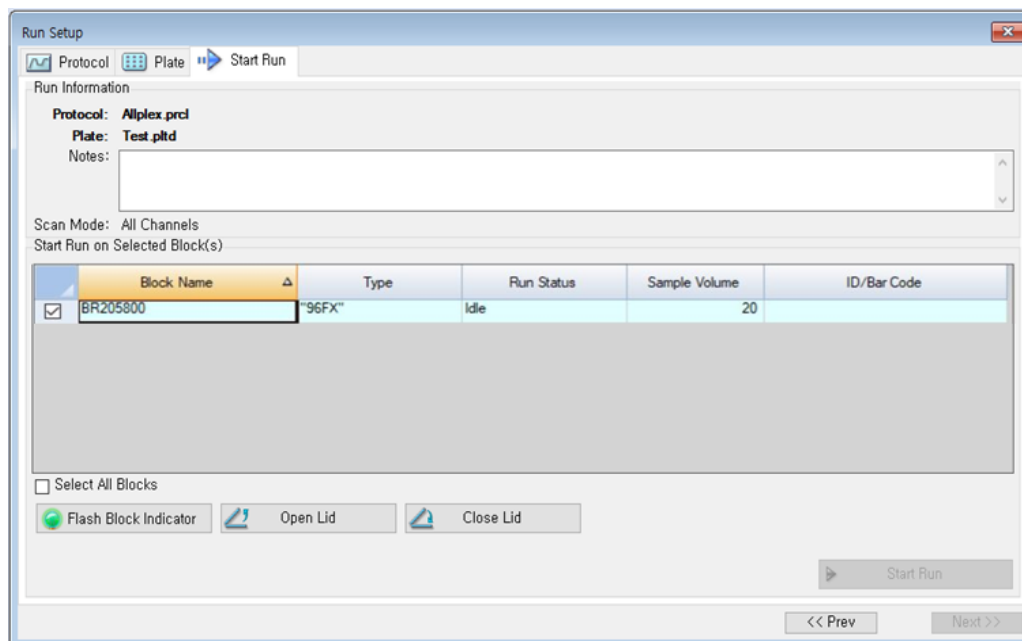 Run Setup
Protocol Plate Start Run
Run Information
Protocol: Allplex.prcl
Plate: Test.pltd
Notes:
Scan Mode: All Channels
Start Run on Selected Block(s)
Block Name Type Run Status Sample Volume ID/Bar Code
BR205800 "96FX" Idle 20
Select All Blocks
Flash Block Indicator Open Lid Close Lid
Start Run
<< Prev Next >>